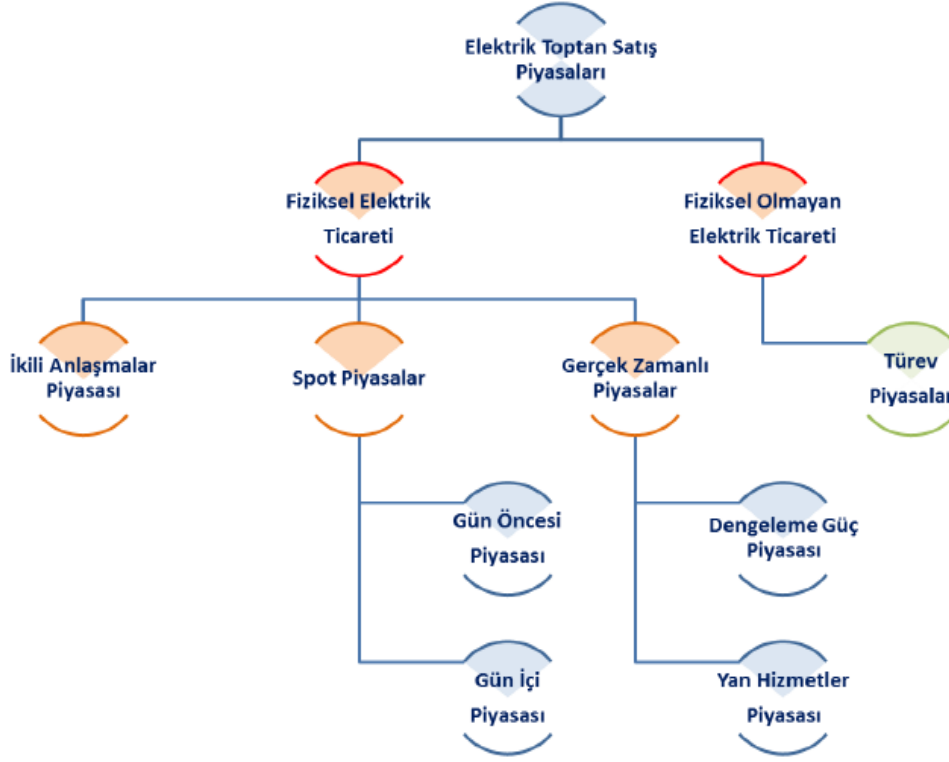 Elektrik Toptan Satış
Piyasaları
Fiziksel Elektrik
Ticareti
Fiziksel Olmayan
Elektrik Ticareti
İkili Anlaşmalar
Piyasası
Spot Piyasalar
Gerçek Zamanlı
Piyasalar
Türev
Piyasalar
Gün Öncesi
Piyasası
Dengeleme Güç
Piyasası
Gün İçi
Piyasası
Yan Hizmetler
Piyasası